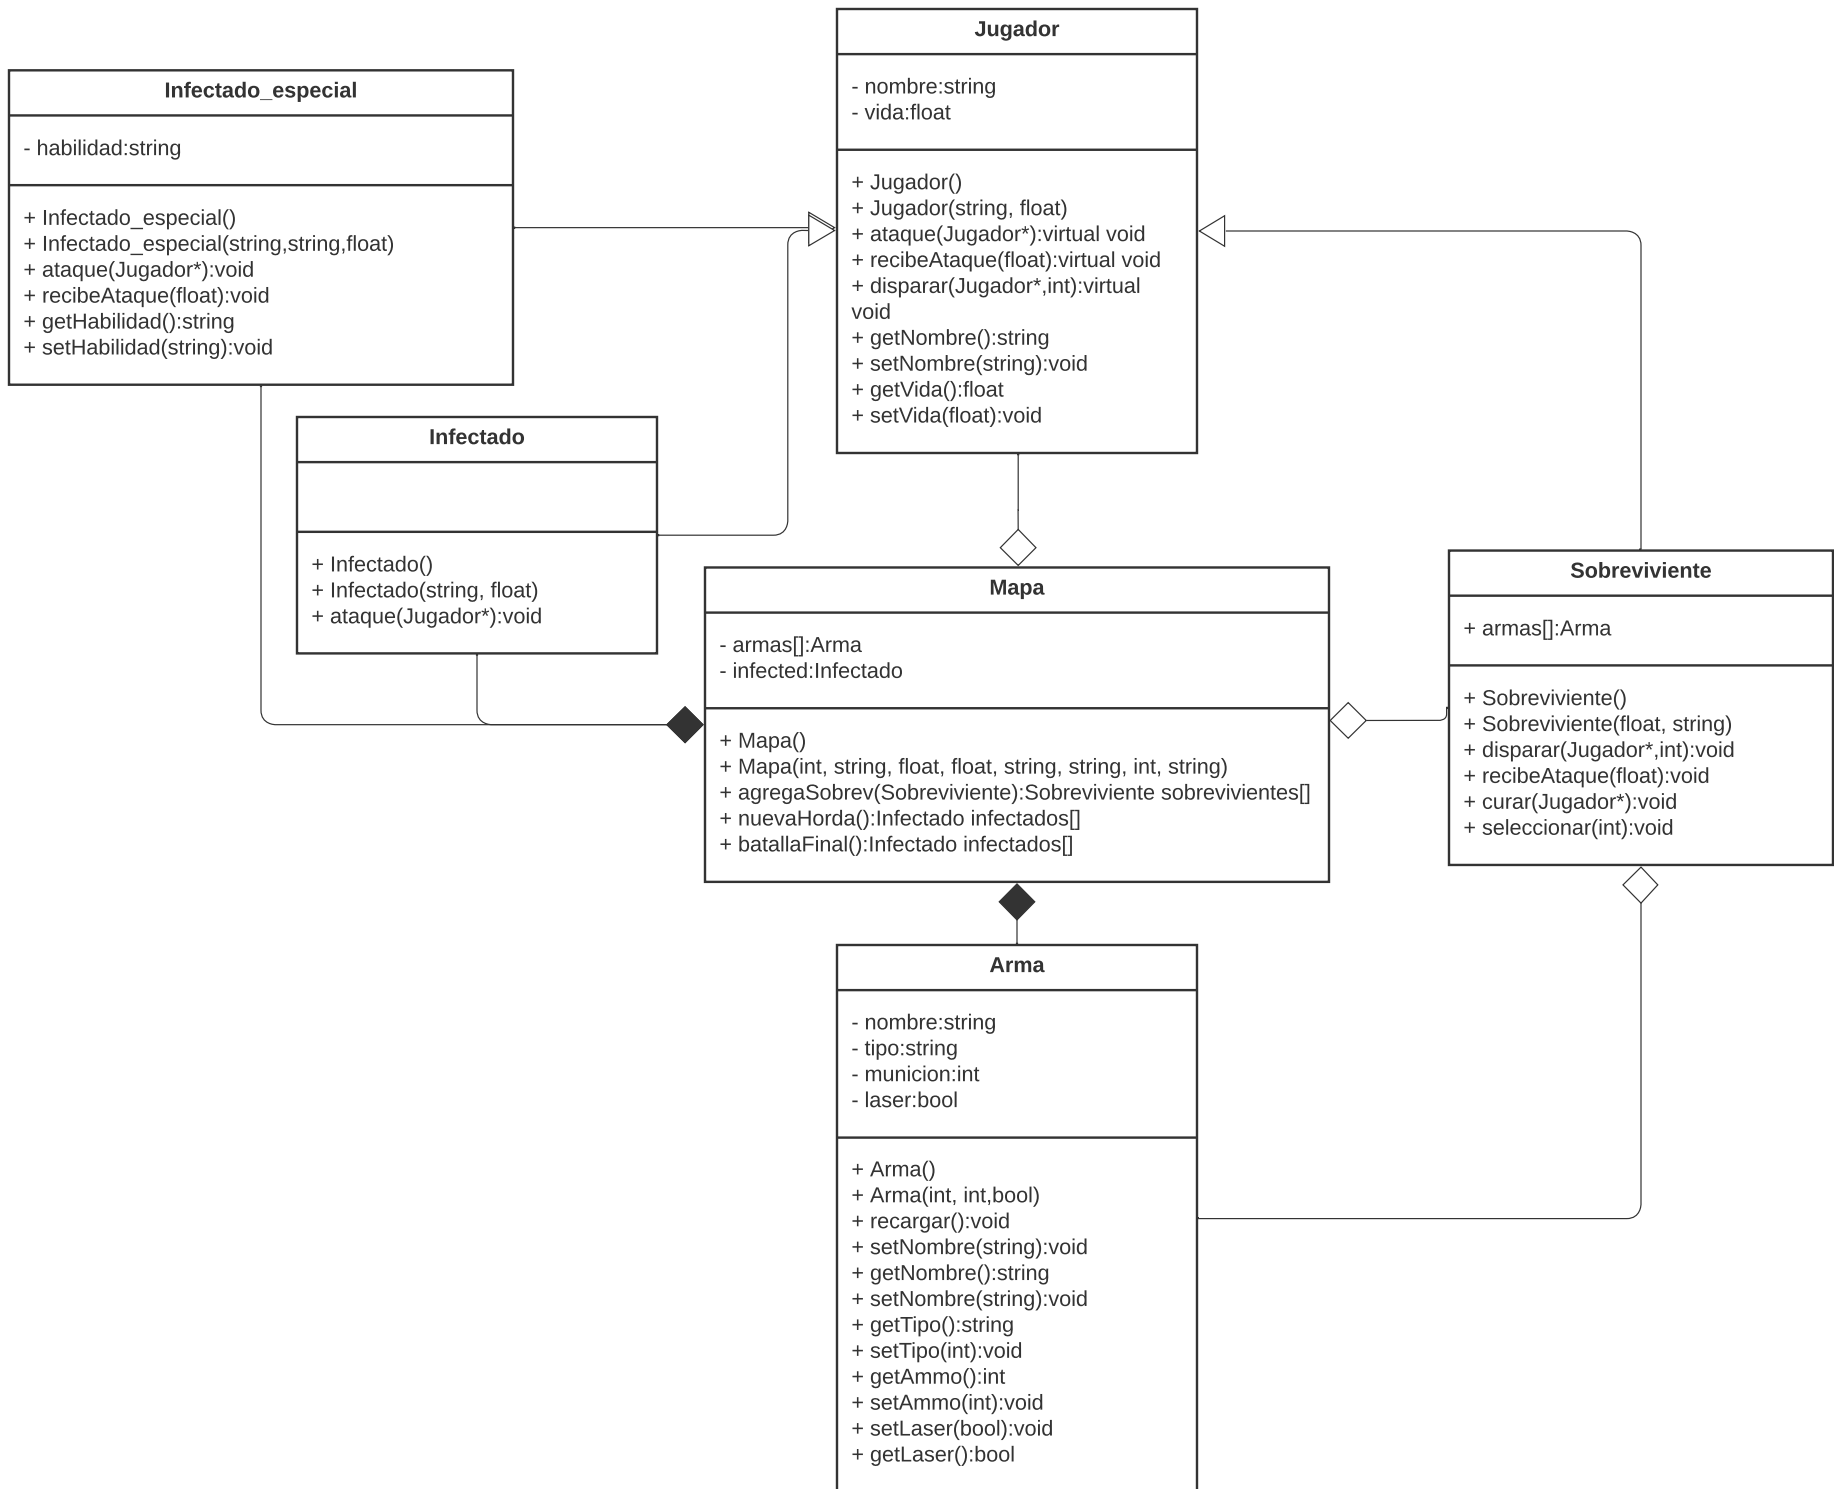 Jugador
- nombre:string
- vida:float
+ Jugador()
+ Jugador(string, float)
+ ataque(Jugador*):virtual void
+ recibeAtaque(float):virtual void
+ disparar(Jugador*,int):virtual
void
+ getNombre():string
+ setNombre(string):void
+ getVida():float
+ setVida(float):void
Infectado_especial
- habilidad:string
+ Infectado_especial()
+ Infectado_especial(string,string,float)
+ ataque(Jugador*):void
+ recibeAtaque(float):void
+ getHabilidad():string
+ setHabilidad(string):void
Infectado
+ Infectado()
+ Infectado(string, float)
+ ataque(Jugador*):void
Mapa
- armas[]:Arma
- infected:Infectado
+ Mapa()
+ Mapa(int, string, float, float, string, string, int, string)
+ agregaSobrev(Sobreviviente):Sobreviviente sobrevivientes[]
+ nuevaHorda():Infectado infectados[]
+ batallaFinal():Infectado infectados[]
Sobreviviente
+ armas[]:Arma
+ Sobreviviente()
+ Sobreviviente(float, string)
+ disparar(Jugador*,int):void
+ recibeAtaque(float):void
+ curar(Jugador*):void
+ seleccionar(int):void
Arma
- nombre:string
- tipo:string
- municion:int
- laser:bool
+ Arma()
+ Arma(int, int,bool)
+ recargar():void
+ setNombre(string):void
+ getNombre():string
+ setNombre(string):void
+ getTipo():string
+ setTipo(int):void
+ getAmmo():int
+ setAmmo(int):void
+ setLaser(bool):void
+ getLaser():bool